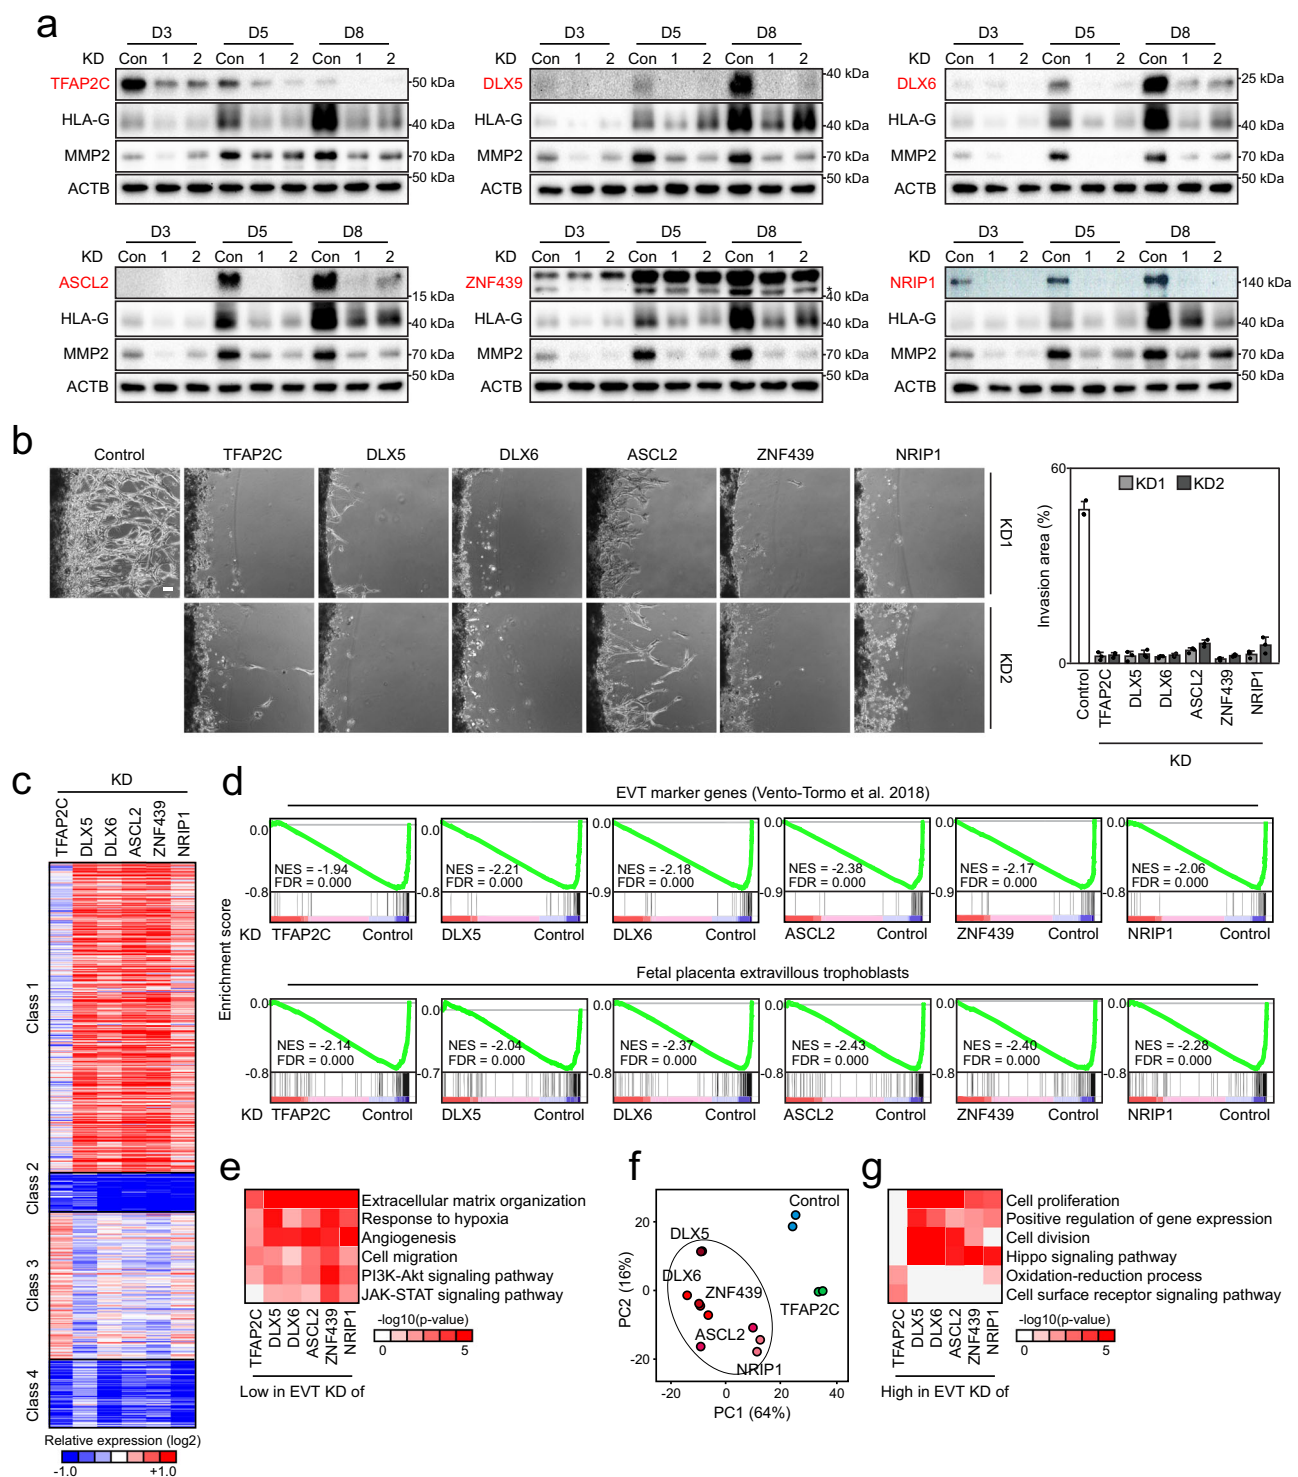 a
D3 D5 D8
KD Con 1 2 Con 1 2 Con 1 2
TFAP2C 50 kDa
HLA-G 40 kDa
MMP2 70 kDa
50 kDa
ACTB
D3 D5 D8
KD Con 1 2 Con 1 2 Con 1 2
40 kDa
DLX5
HLA-G 40 kDa
MMP2 70 kDa
50 kDa
ACTB
D3 D5 D8
KD Con 1 2 Con 1 2 Con 1 2
DLX6 25 kDa
HLA-G 40 kDa
MMP2 70 kDa
50 kDa
ACTB
D3 D5 D8
KD Con 1 2 Con 1 2 Con 1 2
ASCL2
15 kDa
HLA-G 40 kDa
MMP2 70 kDa
50 kDa
ACTB
D3 D5 D8
KD Con 1 2 Con 1 2 Con 1 2
ZNF439 *
40 kDa
HLA-G 40 kDa
MMP2 70 kDa
50 kDa
ACTB
D3 D5 D8
KD Con 1 2 Con 1 2 Con 1 2
NRIP1 140 kDa
HLA-G 40 kDa
MMP2 70 kDa
50 kDa
ACTB
b
Control TFAP2C DLX5 DLX6 ASCL2 ZNF439 NRIP1
KD1
KD2
60
KD1 KD2
Invasion area (%)
0
Control TFAP2C DLX5 DLX6 ASCL2 ZNF439 NRIP1
KD
c
KD
TFAP2C DLX5 DLX6 ASCL2 ZNF439 NRIP1
Class 1
Class 2
Class 3
Class 4
Relative expression (log2)
-1.0 +1.0
d
EVT marker genes (Vento-Tormo et al. 2018)
Enrichment score
0.0 0.0 0.0 0.0 0.0 0.0
NES = -1.94 NES = -2.21 NES = -2.18 NES = -2.38 NES = -2.17 NES = -2.06
FDR = 0.000 FDR = 0.000 FDR = 0.000 FDR = 0.000 FDR = 0.000 FDR = 0.000
-0.8 -0.8 -0.9 -0.9 -0.9 -0.8
KD TFAP2C Control DLX5 Control DLX6 Control ASCL2 Control ZNF439 Control NRIP1 Control
Fetal placenta extravillous trophoblasts
0.0 0.0 0.0 0.0 0.0 0.0
NES = -2.14 NES = -2.04 NES = -2.37 NES = -2.43 NES = -2.40 NES = -2.28
FDR = 0.000 FDR = 0.000 FDR = 0.000 FDR = 0.000 FDR = 0.000 FDR = 0.000
-0.8 -0.7 -0.8 -0.8 -0.8 -0.8
KD TFAP2C Control DLX5 Control DLX6 Control ASCL2 Control ZNF439 Control NRIP1 Control
e
Extracellular matrix organization
Response to hypoxia
Angiogenesis
Cell migration
PI3K-Akt signaling pathway
JAK-STAT signaling pathway
TFAP2C DLX5 DLX6 ASCL2 ZNF439 NRIP1
-log10(p-value)
0 5
Low in EVT KD of
f
Control
20
DLX5
DLX6
ZNF439
0
TFAP2C
ASCL2
NRIP1
-20
PC2 (16%)
-20 0 20 40
PC1 (64%)
g
Cell proliferation
Positive regulation of gene expression
Cell division
Hippo signaling pathway
Oxidation-reduction process
Cell surface receptor signaling pathway
TFAP2C DLX5 DLX6 ASCL2 ZNF439 NRIP1
-log10(p-value)
0 5
High in EVT KD of